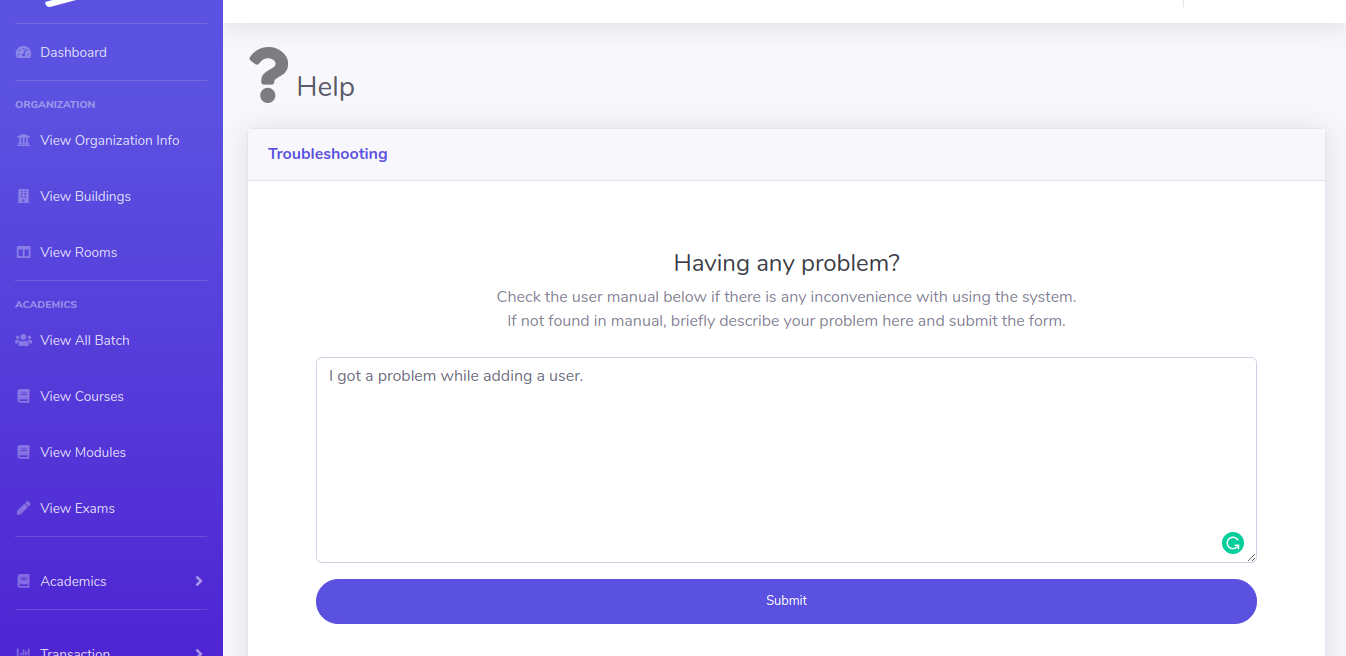 Dashboard
ORGANIZATION
View Organization Info
View Buildings
View Rooms
ACADEMICS
View All Batch
View Courses
View Modules
View Exams
Academics
Transaction
Help
Troubleshooting
Having any problem?
Check the user manual below if there is any inconvenience with using the system.
If not found in manual, briefly describe your problem here and submit the form.
I got a problem while adding a user.
Submit